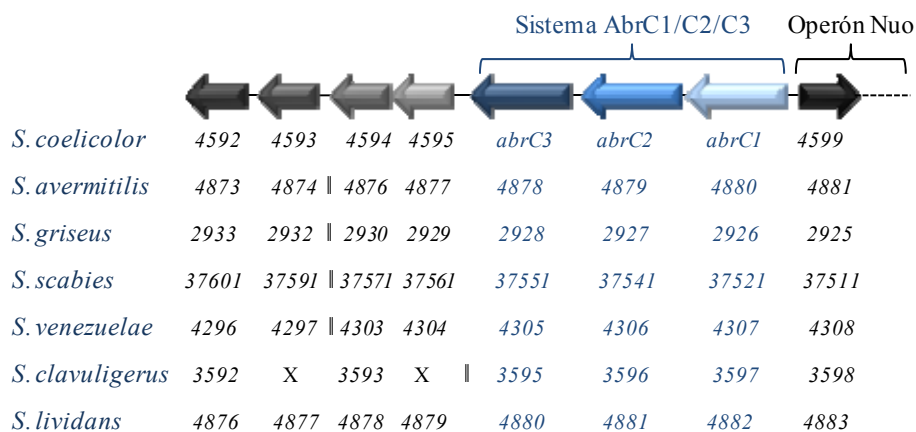 Sistema AbrC1/C2/C3 Operón Nuo
S. coelicolor 4592 4593 4594 4595 abrC3 abrC2 abrC1 4599
S. avermitilis 4873 4874 ‖ 4876 4877 4878 4879 4880 4881
S. griseus 2933 2932 ‖ 2930 2929 2928 2927 2926 2925
S. scabies 37601 37591 ‖ 37571 37561 37551 37541 37521 37511
S. venezuelae 4296 4297 ‖ 4303 4304 4305 4306 4307 4308
S. clavuligerus 3592 X 3593 X ‖ 3595 3596 3597 3598
S. lividans 4876 4877 4878 4879 4880 4881 4882 4883